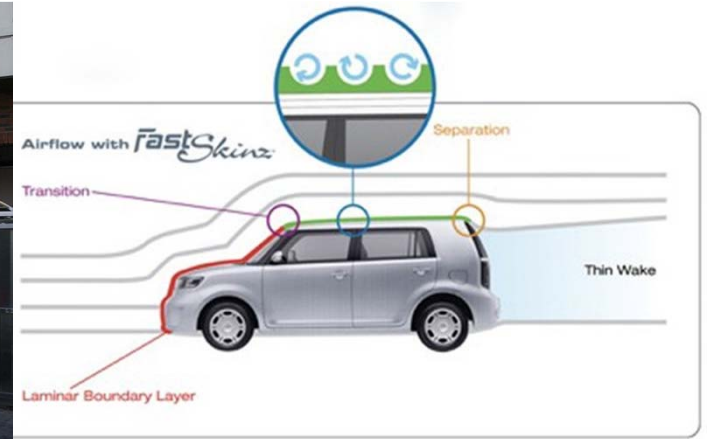 Airflow with FastSkinz
Separation
Transition
Thin Wake
Laminar Boundary Layer